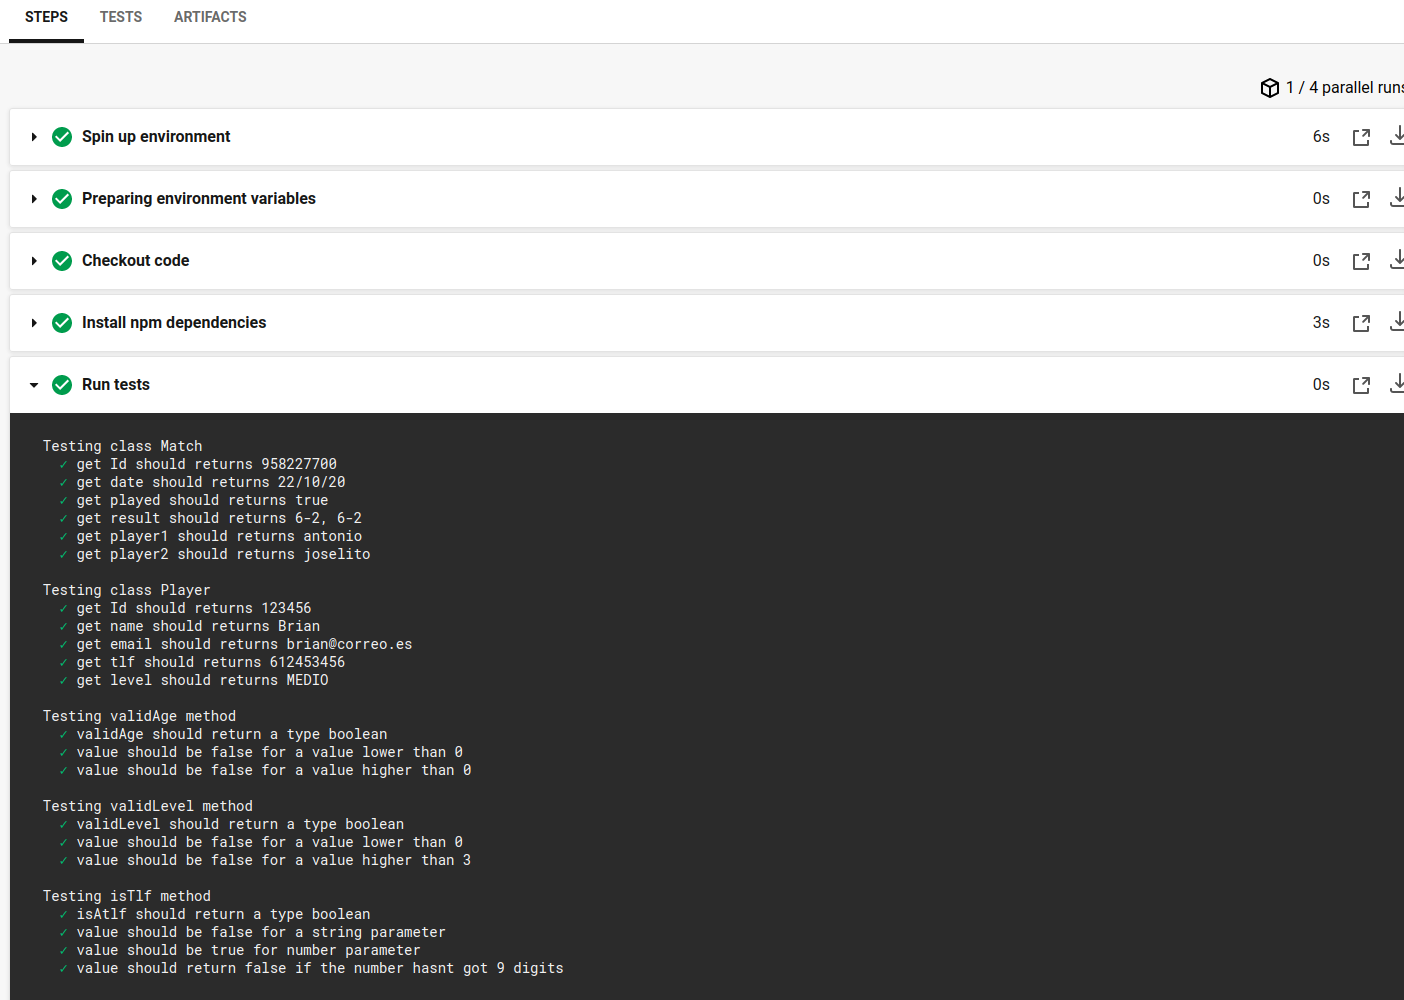 STEPS TESTS ARTIFACTS
1 / 4 parallel runs
Spin up environment 6s
Preparing environment variables 0s
Checkout code 0s
Install npm dependencies 3s
Run tests 0s
Testing class Match
✓ get Id should returns 958227700
✓ get date should returns 22/10/20
✓ get played should returns true
✓ get result should returns 6-2, 6-2
✓ get player1 should returns antonio
✓ get player2 should returns joselito
Testing class Player
✓ get Id should returns 123456
✓ get name should returns Brian
✓ get email should returns brian@correo.es
✓ get tlf should returns 612453456
✓ get level should returns MEDIO
Testing validAge method
✓ validAge should return a type boolean
✓ value should be false for a value lower than 0
✓ value should be false for a value higher than 0
Testing validLevel method
✓ validLevel should return a type boolean
✓ value should be false for a value lower than 0
✓ value should be false for a value higher than 3
Testing isTlf method
✓ isAtlf should return a type boolean
✓ value should be false for a string parameter
✓ value should be true for number parameter
✓ value should return false if the number hasnt got 9 digits